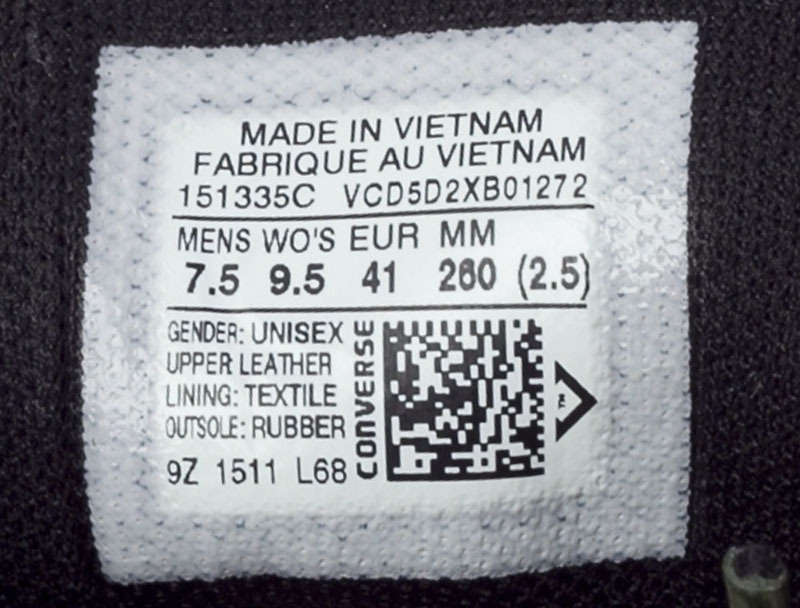 MADE IN VIETNAM
FABRIQUE AU VIETNAM
151335C VCD5D2XB01272
MENS WO'S EUR MM
7.5 9.5 41 260 (2.5)
GENDER: UNISEX
UPPER LEATHER
LINING: TEXTILE
OUTSOLE: RUBBER
9Z 1511 L68
CONVERSE
TM